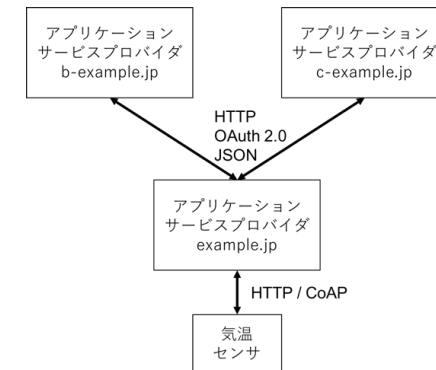 アプリケーション
サービスプロバイダ
b-example.jp
アプリケーション
サービスプロバイダ
c-example.jp
HTTP
OAuth 2.0
JSON
アプリケーション
サービスプロバイダ
example.jp
HTTP / CoAP
気温
センサ